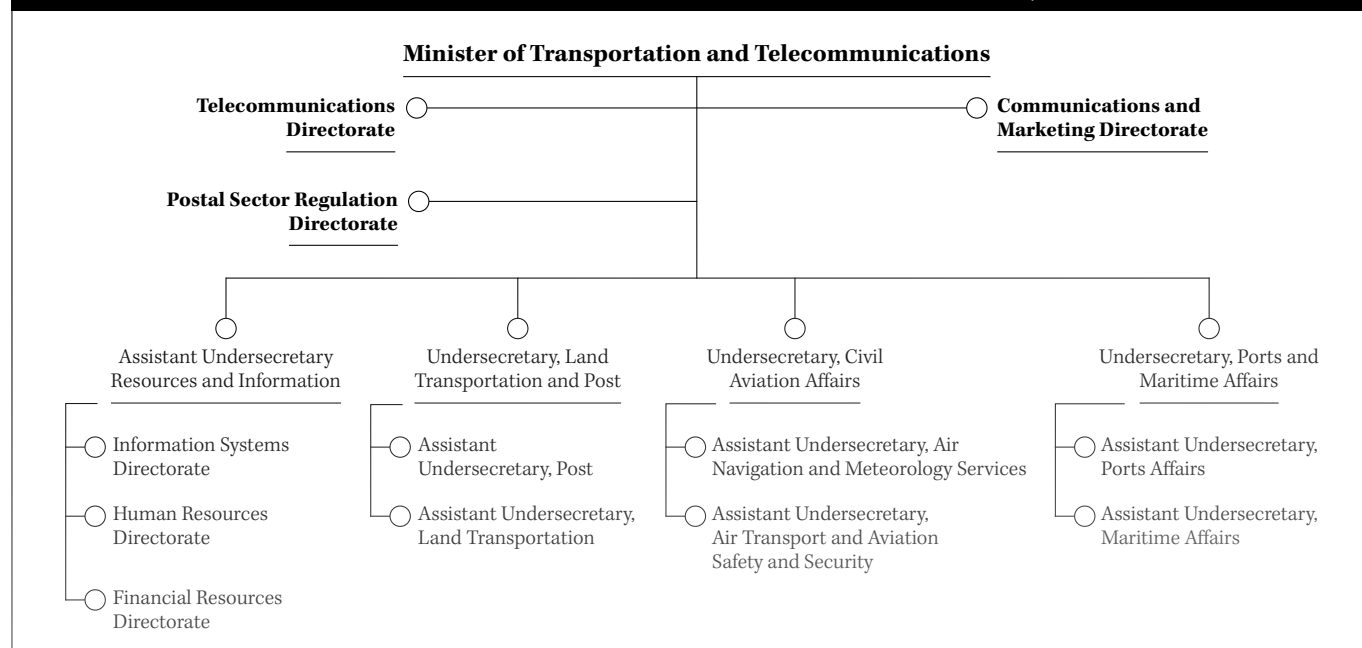 Minister of Transportation and Telecommunications
Telecommunications
Directorate
Communications and
Marketing Directorate
Postal Sector Regulation
Directorate
Assistant Undersecretary
Resources and Information
Information Systems
Directorate
Human Resources
Directorate
Financial Resources
Directorate
Undersecretary, Land
Transportation and Post
Assistant
Undersecretary, Post
Assistant Undersecretary,
Land Transportation
Undersecretary, Civil
Aviation Affairs
Assistant Undersecretary, Air
Navigation and Meteorology Services
Assistant Undersecretary,
Air Transport and Aviation
Safety and Security
Undersecretary, Ports and
Maritime Affairs
Assistant Undersecretary,
Ports Affairs
Assistant Undersecretary,
Maritime Affairs